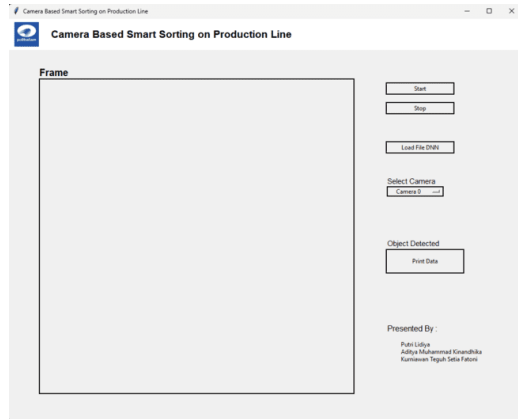 Camera Based Smart Sorting on Production Line
Camera Based Smart Sorting on Production Line
Frame
Start
Stop
Load File DNN
Select Camera
Camera 0
Object Detected
Print Data
Presented By :
Putri Lidiya
Aditya Muhammad Kinandhika
Kurniawan Teguh Setia Fatoni